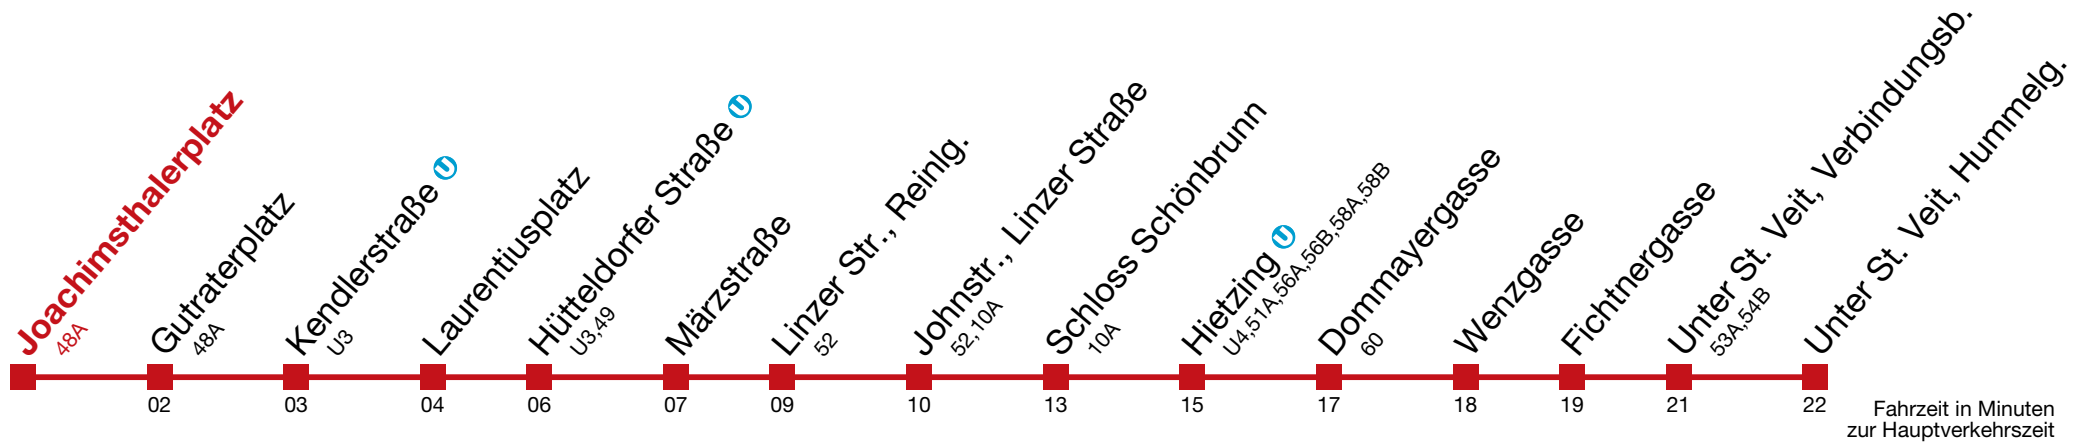 Joachimsthalerplatz
48A
Gutraterplatz
48A
Kendlerstraße U
U3
Laurentiusplatz
Hütteldorfer Straße U
U3,49
Märzstraße
Linzer Str., Reinlg.
52
Johnstr., Linzer Straße
52,10A
Schloss Schönbrunn
10A
Hietzing U
U4,51A,56A,56B,58A,58B
Dommayergasse
60
Wenzgasse
Fichtnergasse
Unter St. Veit, Verbindungsb.
53A,54B
Unter St. Veit, Hummelg.
02 03 04 06 07 09 10 13 15 17 18 19 21 22
Fahrzeit in Minuten
zur Hauptverkehrszeit